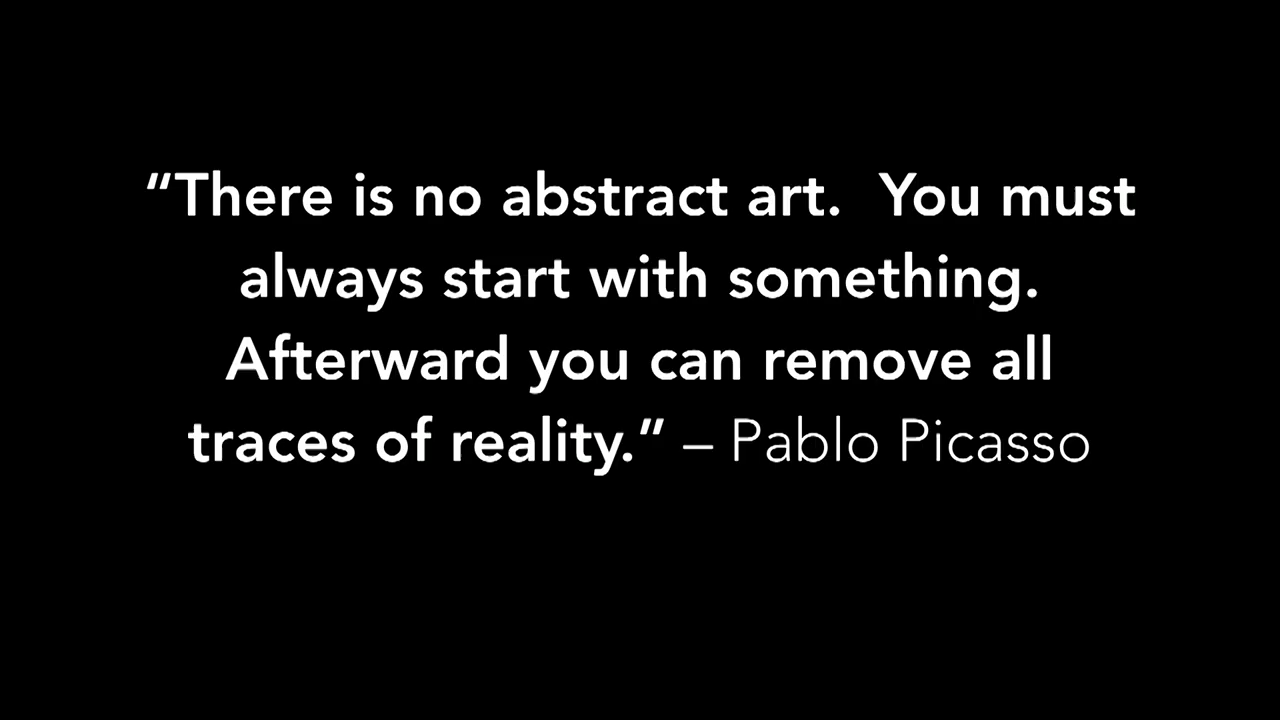 “There is no abstract art.  You must
always start with something.
Afterward you can remove all
traces of reality.” – Pablo Picasso